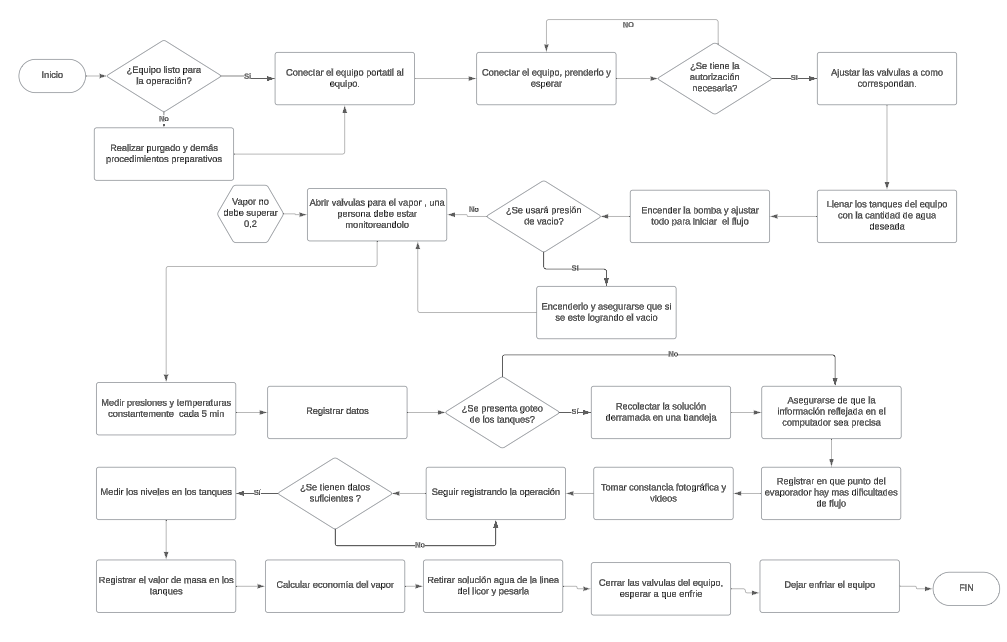 NO
Inicio
¿Equipo listo para
la operación?
Sí
Conectar el equipo portatil al
equipo.
Conectar el equipo, prenderlo y
esperar
¿Se tiene la
autorización
necesaria?
Sí
Ajustar las valvulas a como
correspondan.
No
Realizar purgado y demás
procedimientos preparativos
Vapor no
debe superar
0,2
Abrir valvulas para el vapor , una
persona debe estar
monitoreandolo
No
¿Se usará presión
de vacio?
Encender la bomba y ajustar
todo para iniciar el flujo
Llenar los tanques del equipo
con la cantidad de agua
deseada
Sí
Encenderlo y asegurarse que si
se este logrando el vacio
No
Medir presiones y temperaturas
constantemente cada 5 min
Registrar datos
¿Se presenta goteo
de los tanques?
Sí
Recolectar la solución
derramada en una bandeja
Asegurarse de que la
información reflejada en el
computador sea precisa
Medir los niveles en los tanques
Sí
¿Se tienen datos
suficientes ?
Seguir registrando la operación
Tomar constancia fotográfica y
videos
Registrar en que punto del
evaporador hay mas dificultades
de flujo
No
Registrar el valor de masa en los
tanques
Calcular economía del vapor
Retirar solución agua de la linea
del licor y pesarla
Cerrar las valvulas del equipo,
esperar a que enfrie
Dejar enfriar el equipo
FIN